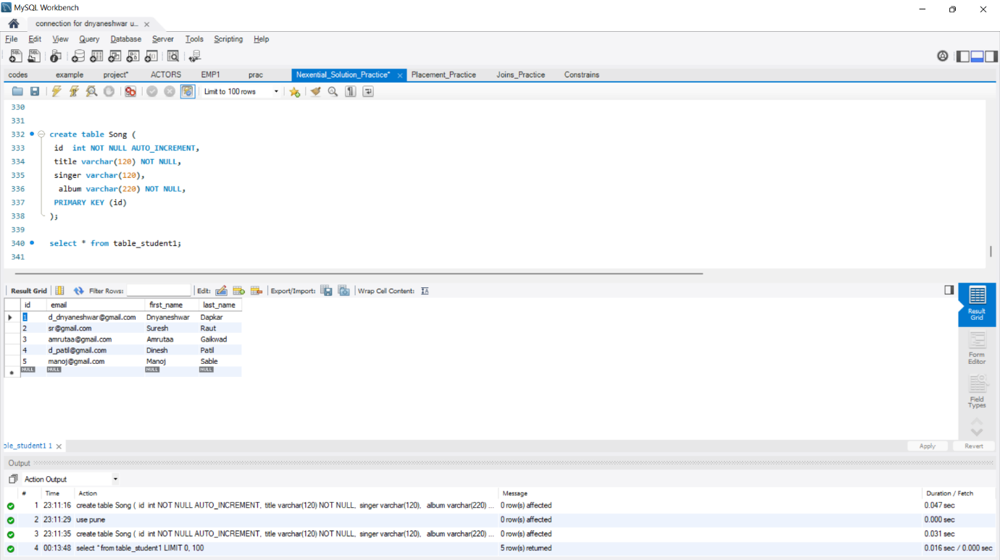 MySQL Workbench
connection for dnyaneshwar u...
File Edit View Query Database Server Tools Scripting Help
codes example project* ACTORS EMP1 prac Nexential_Solution_Practice* Placement_Practice Joins_Practice Constrains
Limit to 100 rows
330
331
332 create table Song (
333 id int NOT NULL AUTO_INCREMENT,
334 title varchar(120) NOT NULL,
335 singer varchar(120),
336 album varchar(220) NOT NULL,
337 PRIMARY KEY (id)
338 );
339
340 select * from table_student1;
341
Result Grid Filter Rows: Edit: Export/Import: Wrap Cell Content:
id email first_name last_name
1 d_dnyaneshwar@gmail.com Dnyaneshwar Dapkar
2 sr@gmail.com Suresh Raut
3 amrutaa@gmail.com Amrutaa Gaikwad
4 d_patil@gmail.com Dinesh Patil
5 manoj@gmail.com Manoj Sable
NULL NULL NULL NULL
Result
Grid
Form
Editor
Field
Types
ble_student1 1
Apply Revert
Output
Action Output
# Time Action Message Duration / Fetch
1 23:11:16 create table Song ( id int NOT NULL AUTO_INCREMENT, title varchar(120) NOT NULL, singer varchar(120), album varchar(220) ... 0 row(s) affected 0.047 sec
2 23:11:29 use pune 0 row(s) affected 0.000 sec
3 23:11:35 create table Song ( id int NOT NULL AUTO_INCREMENT, title varchar(120) NOT NULL, singer varchar(120), album varchar(220) ... 0 row(s) affected 0.031 sec
4 00:13:48 select * from table_student1 LIMIT 0, 100 5 row(s) returned 0.016 sec / 0.000 sec